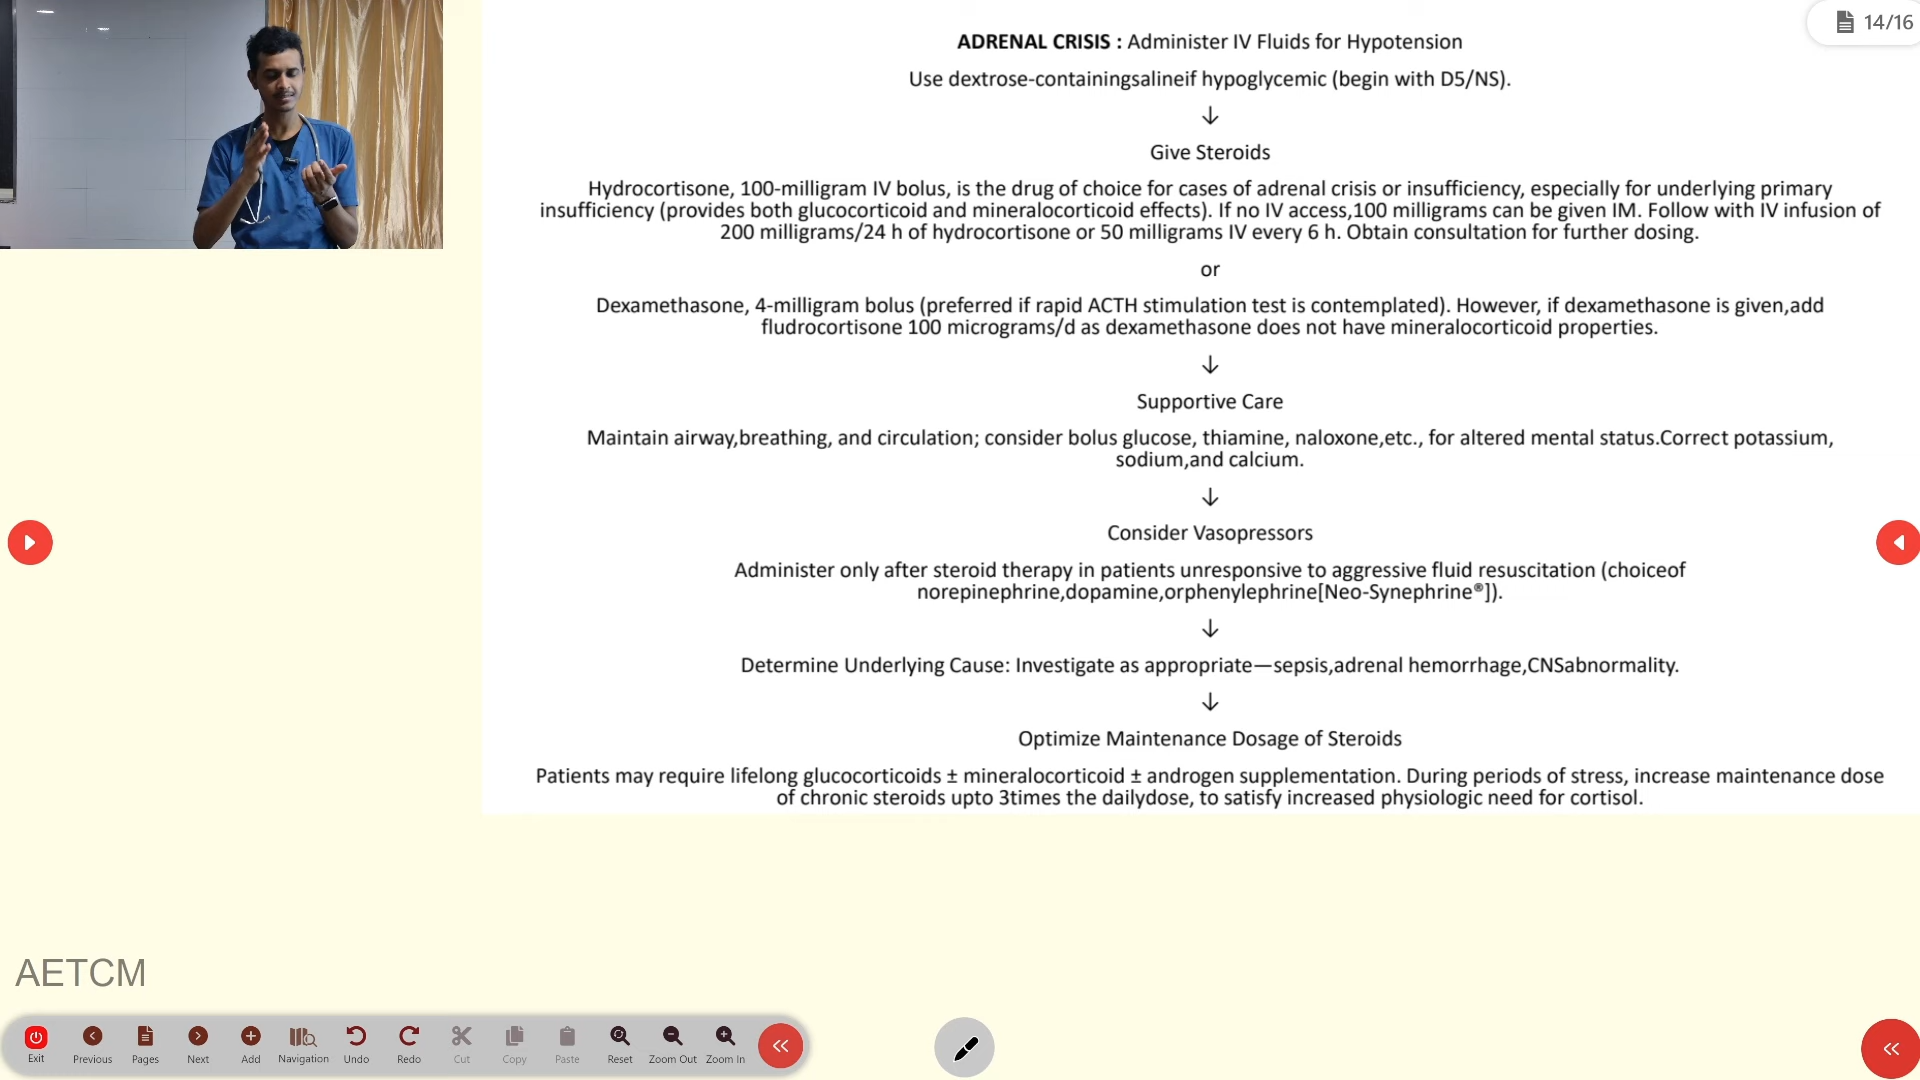 14/16
ADRENAL CRISIS : Administer IV Fluids for Hypotension
Use dextrose-containingsalineif hypoglycemic (begin with D5/NS).
↓
Give Steroids
Hydrocortisone, 100-milligram IV bolus, is the drug of choice for cases of adrenal crisis or insufficiency, especially for underlying primary
insufficiency (provides both glucocorticoid and mineralocorticoid effects). If no IV access,100 milligrams can be given IM. Follow with IV infusion of
200 milligrams/24 h of hydrocortisone or 50 milligrams IV every 6 h. Obtain consultation for further dosing.
or
Dexamethasone, 4-milligram bolus (preferred if rapid ACTH stimulation test is contemplated). However, if dexamethasone is given,add
fludrocortisone 100 micrograms/d as dexamethasone does not have mineralocorticoid properties.
↓
Supportive Care
Maintain airway,breathing, and circulation; consider bolus glucose, thiamine, naloxone,etc., for altered mental status.Correct potassium,
sodium,and calcium.
↓
Consider Vasopressors
Administer only after steroid therapy in patients unresponsive to aggressive fluid resuscitation (choiceof
norepinephrine,dopamine,orphenylephrine[Neo-Synephrine®]).
↓
Determine Underlying Cause: Investigate as appropriate—sepsis,adrenal hemorrhage,CNSabnormality.
↓
Optimize Maintenance Dosage of Steroids
Patients may require lifelong glucocorticoids ± mineralocorticoid ± androgen supplementation. During periods of stress, increase maintenance dose
of chronic steroids upto 3times the dailydose, to satisfy increased physiologic need for cortisol.
AETCM
Exit Previous Pages Next Add Navigation Undo Redo Cut Copy Paste Reset Zoom Out Zoom In